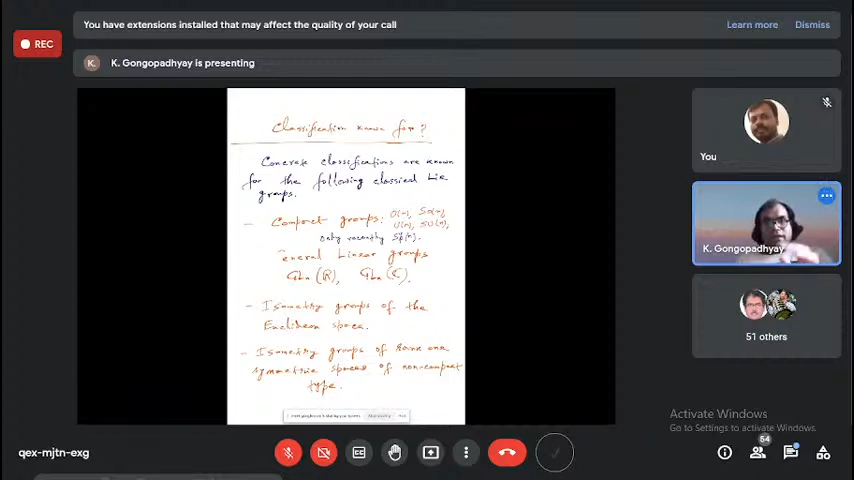 You have extensions installed that may affect the quality of your call
Learn more
Dismiss
REC
K.
K. Gongopadhyay is presenting
Classification known for?
Concrete classifications are known
for the following classical Lie
groups.
- Compact groups: O(n), SO(n),
U(n), SU(n),
only recently Sp(n).
eneral Linear groups
GLn(R), GLn(C).
- Isometry groups of the
Euclidean space.
- Isometry groups of rank one
symmetric spaces of non-compact
type.
You
K. Gongopadhyay
51 others
Activate Windows
Go to Settings to activate Windows.
qex-mjtn-exg
64